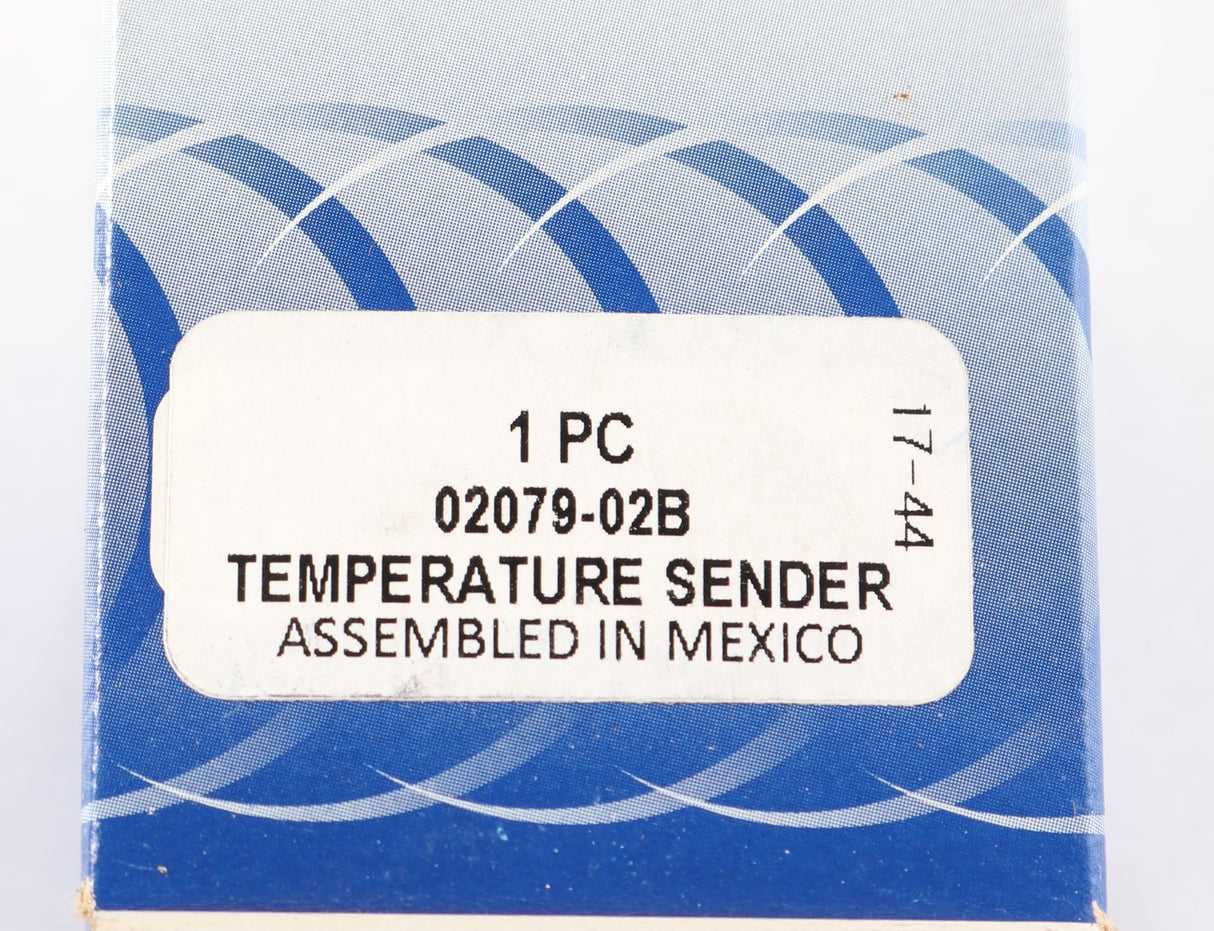 1 PC
02079-02B
TEMPERATURE SENDER
ASSEMBLED IN MEXICO
17-44